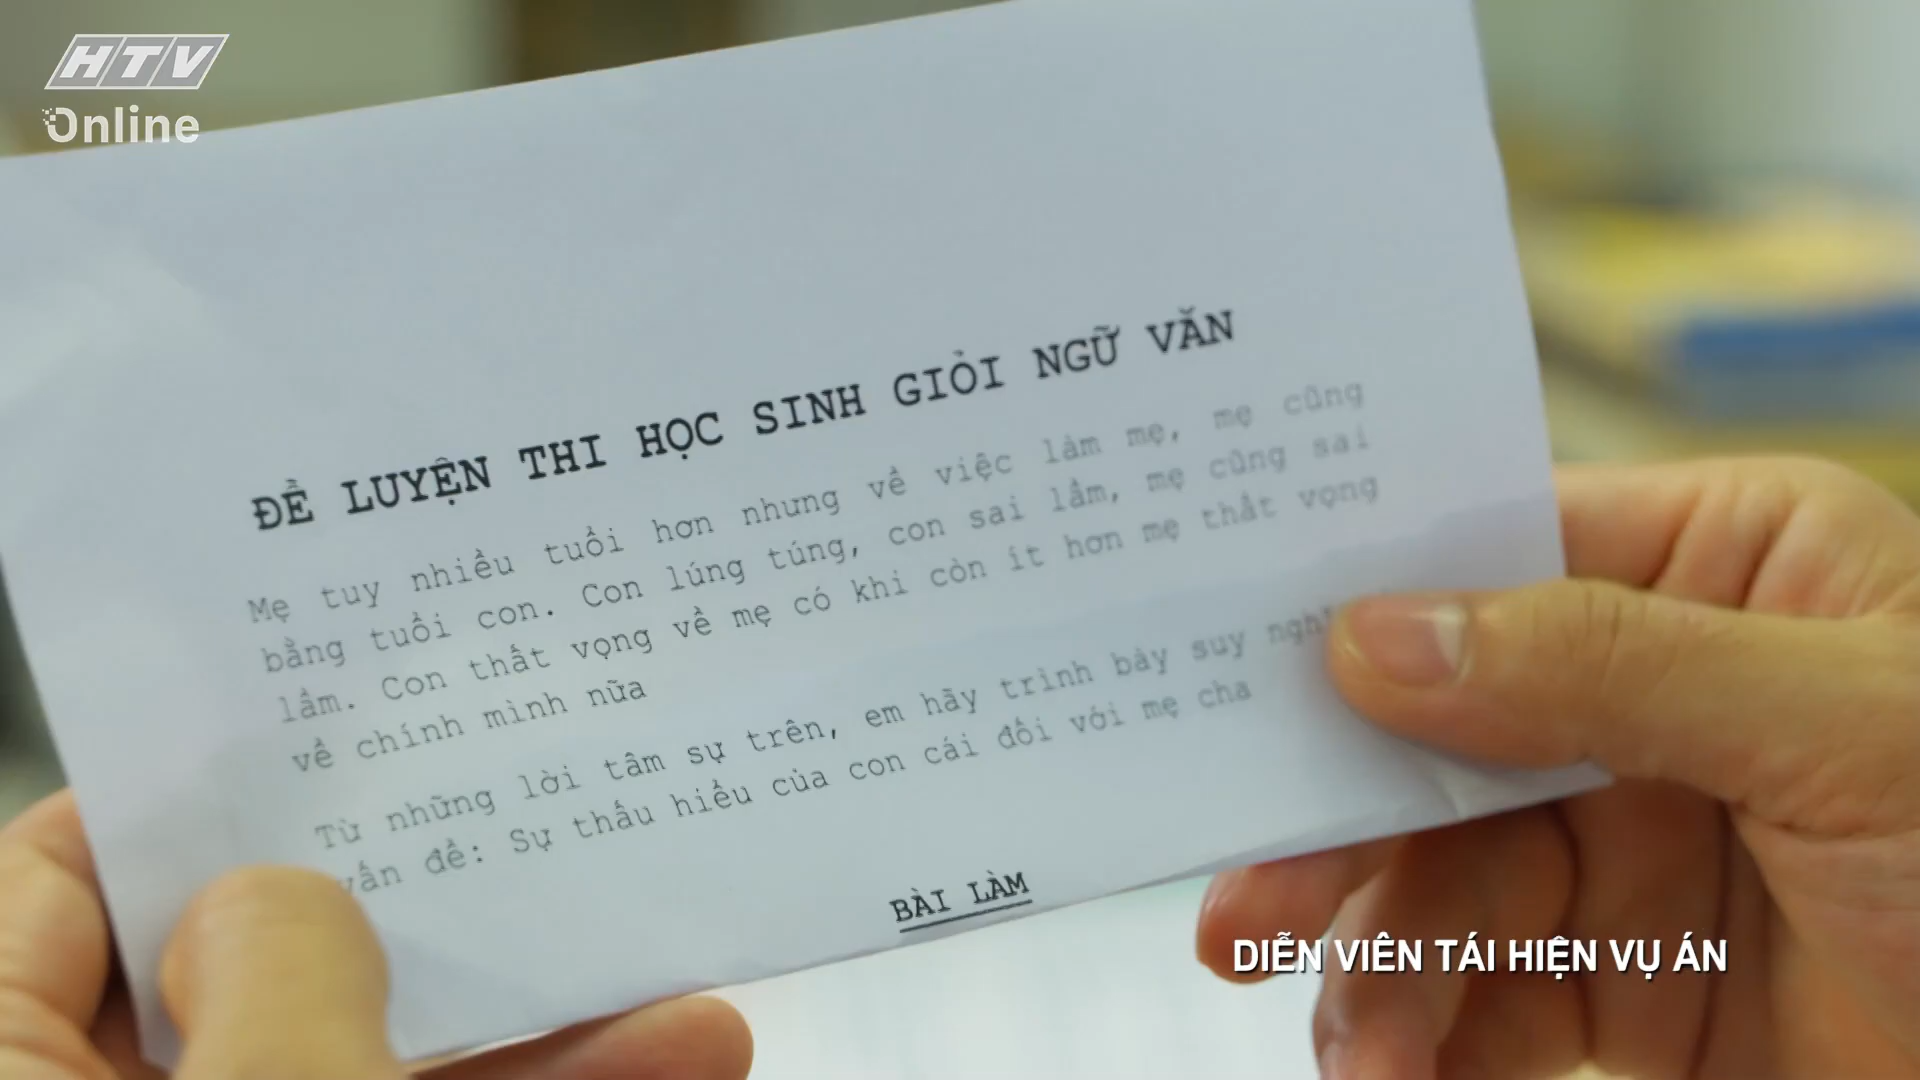 HTV
Online
ĐỀ LUYỆN THI HỌC SINH GIỎI NGỮ VĂN
Mẹ tuy nhiều tuổi hơn nhưng về việc làm mẹ, mẹ cũng
bằng tuổi con. Con lúng túng, con sai lầm, mẹ cũng sai
lầm. Con thất vọng về mẹ có khi còn ít hơn mẹ thất vọng
về chính mình nữa
Từ những lời tâm sự trên, em hãy trình bày suy
vấn đề: Sự thấu hiểu của con cái đối với mẹ cha
BÀI LÀM
DIỄN VIÊN TÁI HIỆN VỤ ÁN